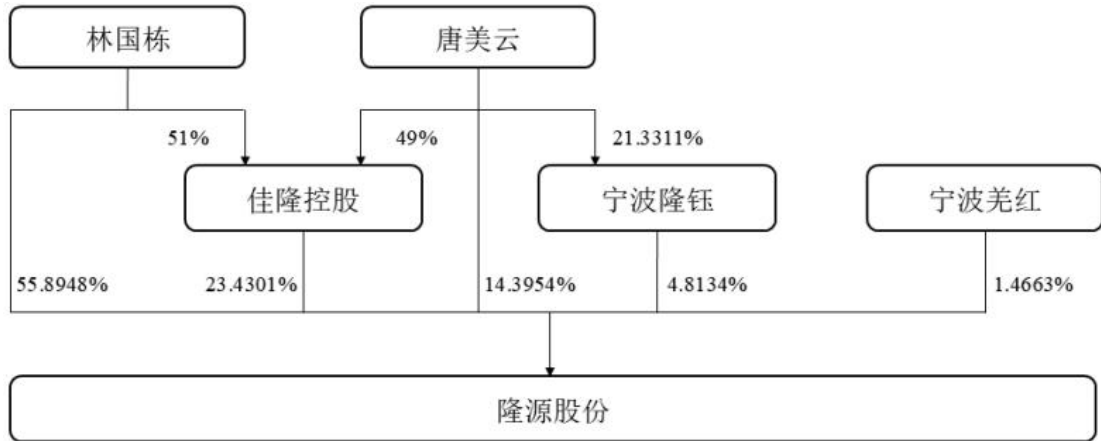 林国栋
唐美云
51%
49%
21.3311%
佳隆控股
宁波隆钰
宁波羌红
55.8948%
23.4301%
14.3954%
4.8134%
1.4663%
隆源股份